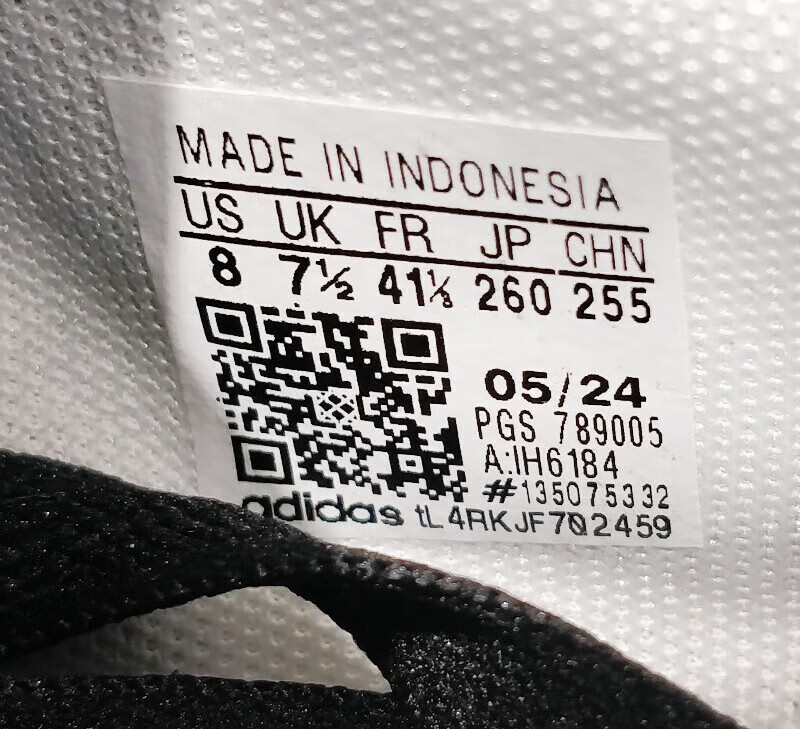 MADE IN INDONESIA
US UK FR JP CHN
8 7½ 41⅓ 260 255
05/24
PGS 789005
A:IH6184
#135075332
adidas tL4RKJF702459